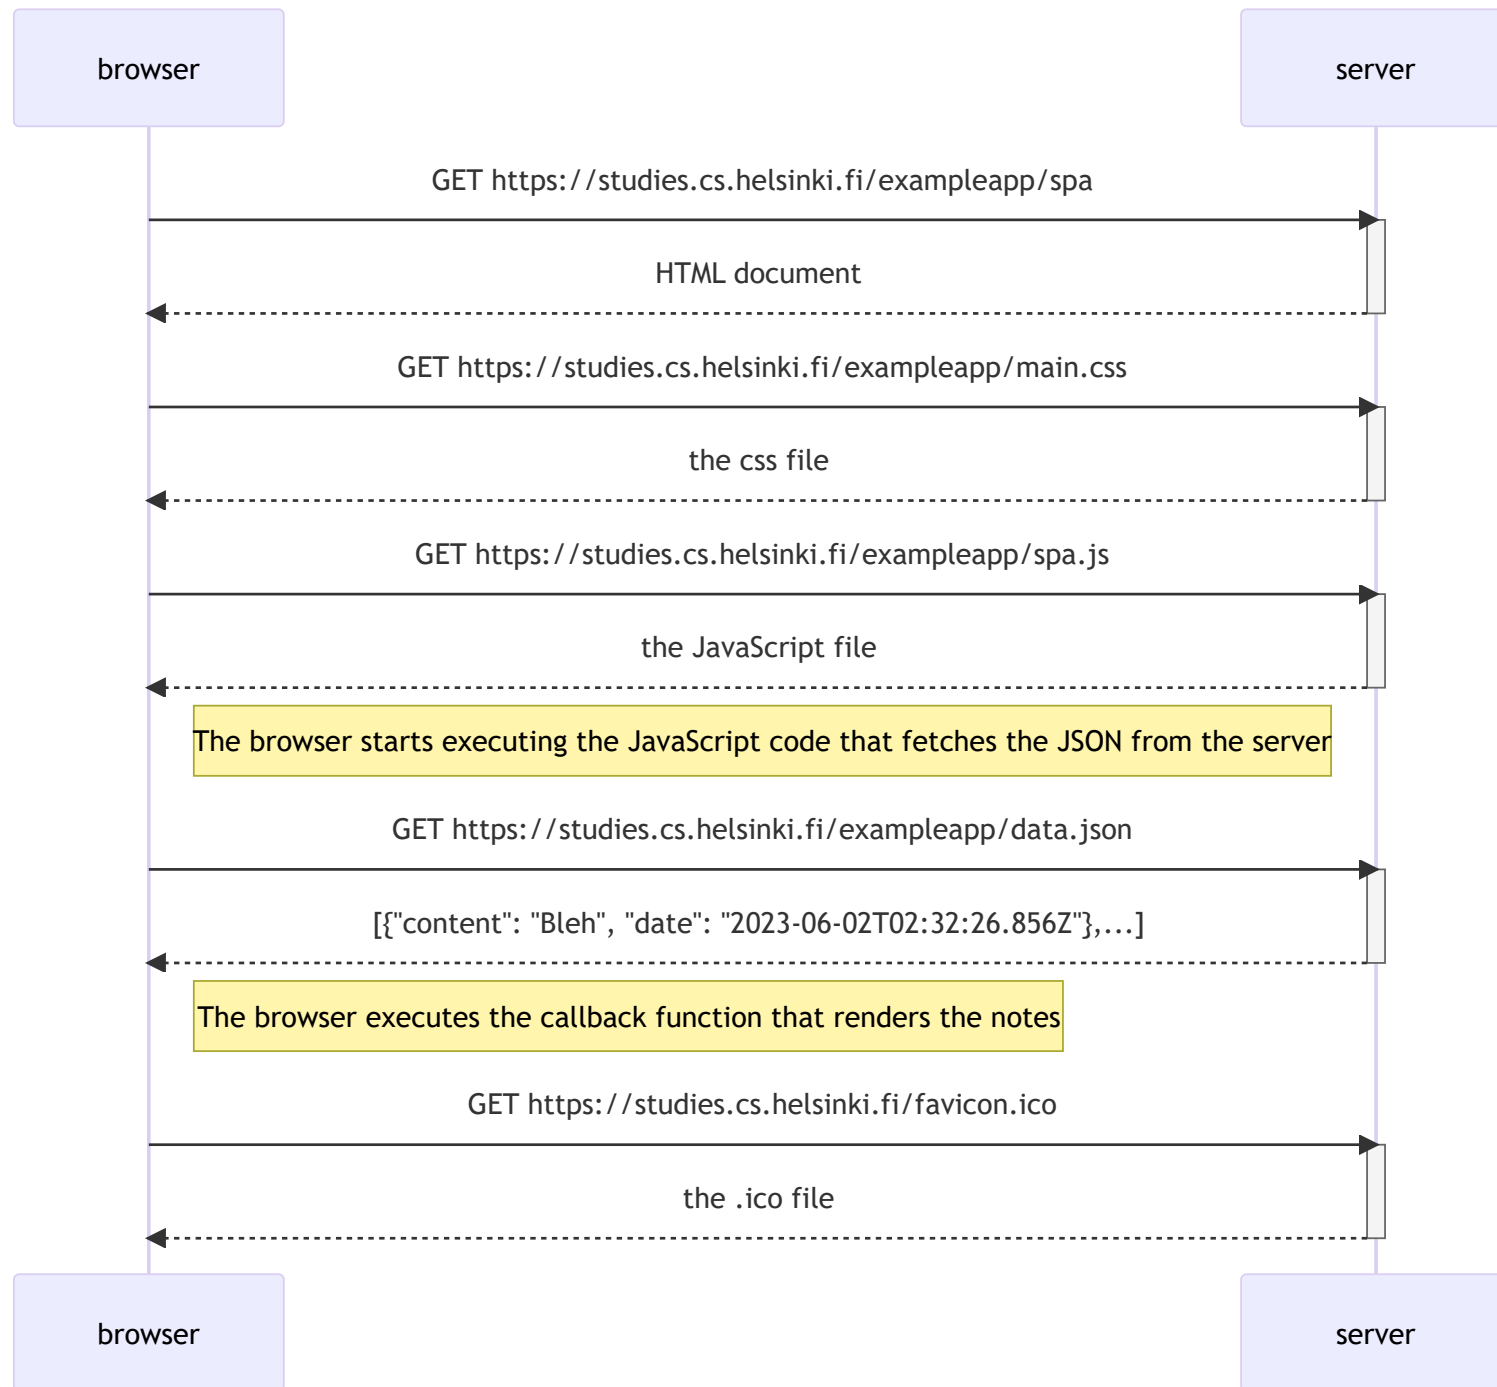 browser
server
GET https://studies.cs.helsinki.fi/exampleapp/spa
HTML document
GET https://studies.cs.helsinki.fi/exampleapp/main.css
the css file
GET https://studies.cs.helsinki.fi/exampleapp/spa.js
the JavaScript file
The browser starts executing the JavaScript code that fetches the JSON from the server
GET https://studies.cs.helsinki.fi/exampleapp/data.json
[{"content": "Bleh", "date": "2023-06-02T02:32:26.856Z"},...]
The browser executes the callback function that renders the notes
GET https://studies.cs.helsinki.fi/favicon.ico
the .ico file
browser
server